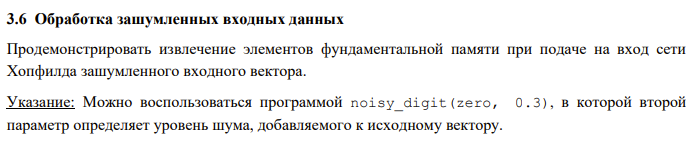 3.6 Обработка зашумленных входных данных
Продемонстрировать извлечение элементов фундаментальной памяти при подаче на вход сети
Хопфилда зашумленного входного вектора.
Указание: Можно воспользоваться программой noisy_digit(zero, 0.3), в которой второй
параметр определяет уровень шума, добавляемого к исходному вектору.